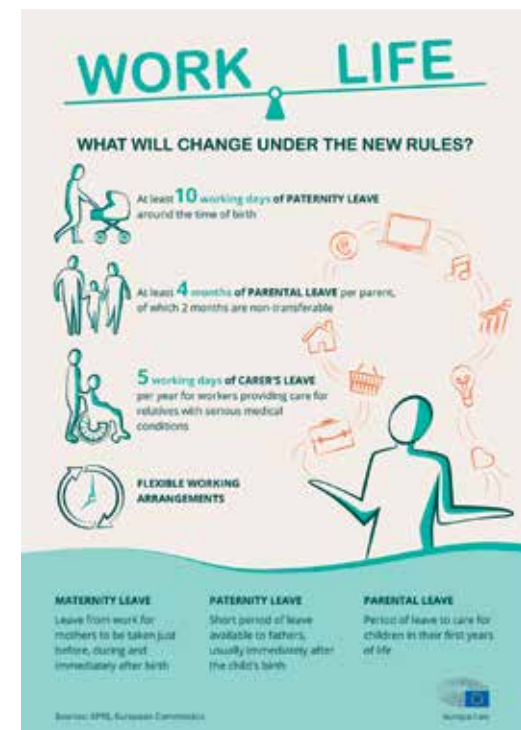 WORK LIFE
WHAT WILL CHANGE UNDER THE NEW RULES?
At least 10 working days of PATERNITY LEAVE
around the time of birth
At least 4 months of PARENTAL LEAVE per parent,
of which 2 months are non-transferable
5 working days of CARER'S LEAVE
per year for workers providing care for
relatives with serious medical
conditions
FLEXIBLE WORKING
ARRANGEMENTS
MATERNITY LEAVE
Leave from work for
mothers to be taken just
before, during and
immediately after birth
PATERNITY LEAVE
Short period of leave
available to fathers,
usually immediately after
the child's birth
PARENTAL LEAVE
Period of leave to care for
children in their first years
of life
Sources: EPRS, European Commission